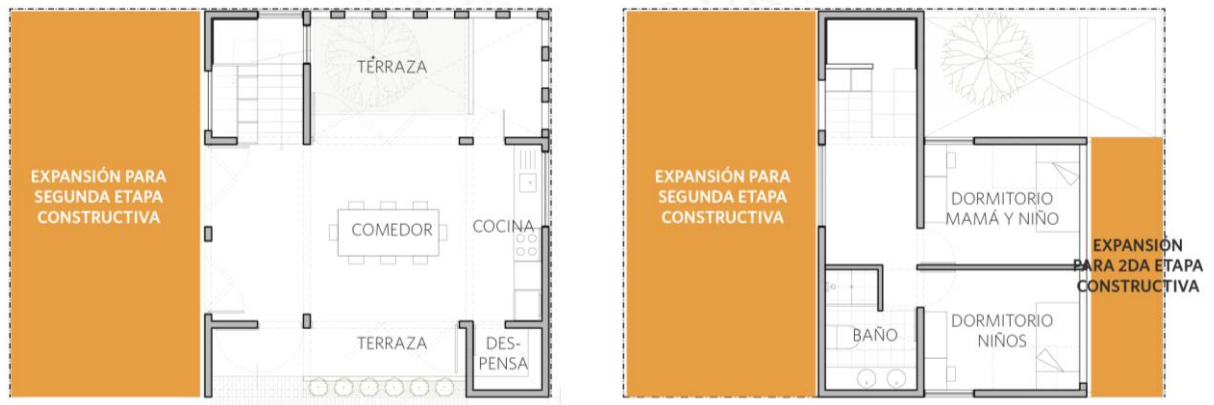 TERRAZA
EXPANSIÓN PARA
SEGUNDA ETAPA
CONSTRUCTIVA
COMEDOR
COCINA
TERRAZA
DES-
PENSA
EXPANSIÓN PARA
SEGUNDA ETAPA
CONSTRUCTIVA
DORMITORIO
MAMÁ Y NIÑO
EXPANSIÓN
PARA 2DA ETAPA
CONSTRUCTIVA
BAÑO
DORMITORIO
NIÑOS